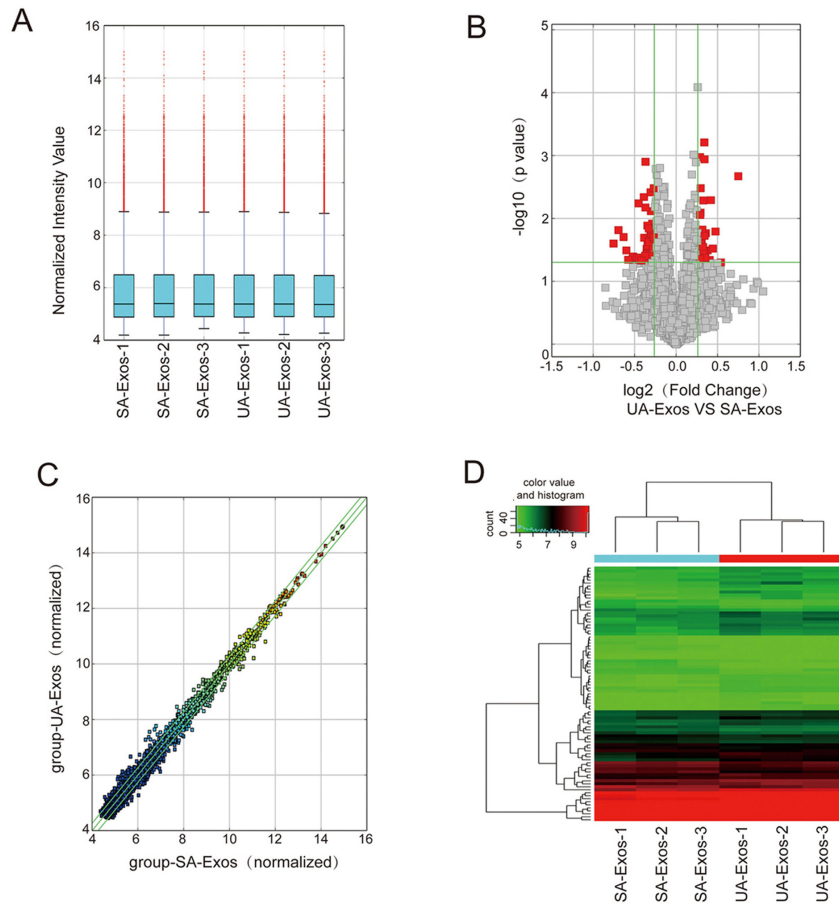 A
Normalized Intensity Value
16
14
12
10
8
6
4
SA-Exos-1
SA-Exos-2
SA-Exos-3
UA-Exos-1
UA-Exos-2
UA-Exos-3
B
-log10（p value）
5
4
3
2
1
0
-1.5
-1.0
-0.5
0.0
0.5
1.0
1.5
log2（Fold Change）
UA-Exos VS SA-Exos
C
group-UA-Exos（normalized）
16
14
12
10
8
6
4
4
6
8
10
12
14
16
group-SA-Exos（normalized）
D
color value
and histogram
count
40
0
5
7
9
SA-Exos-1
SA-Exos-2
SA-Exos-3
UA-Exos-1
UA-Exos-2
UA-Exos-3